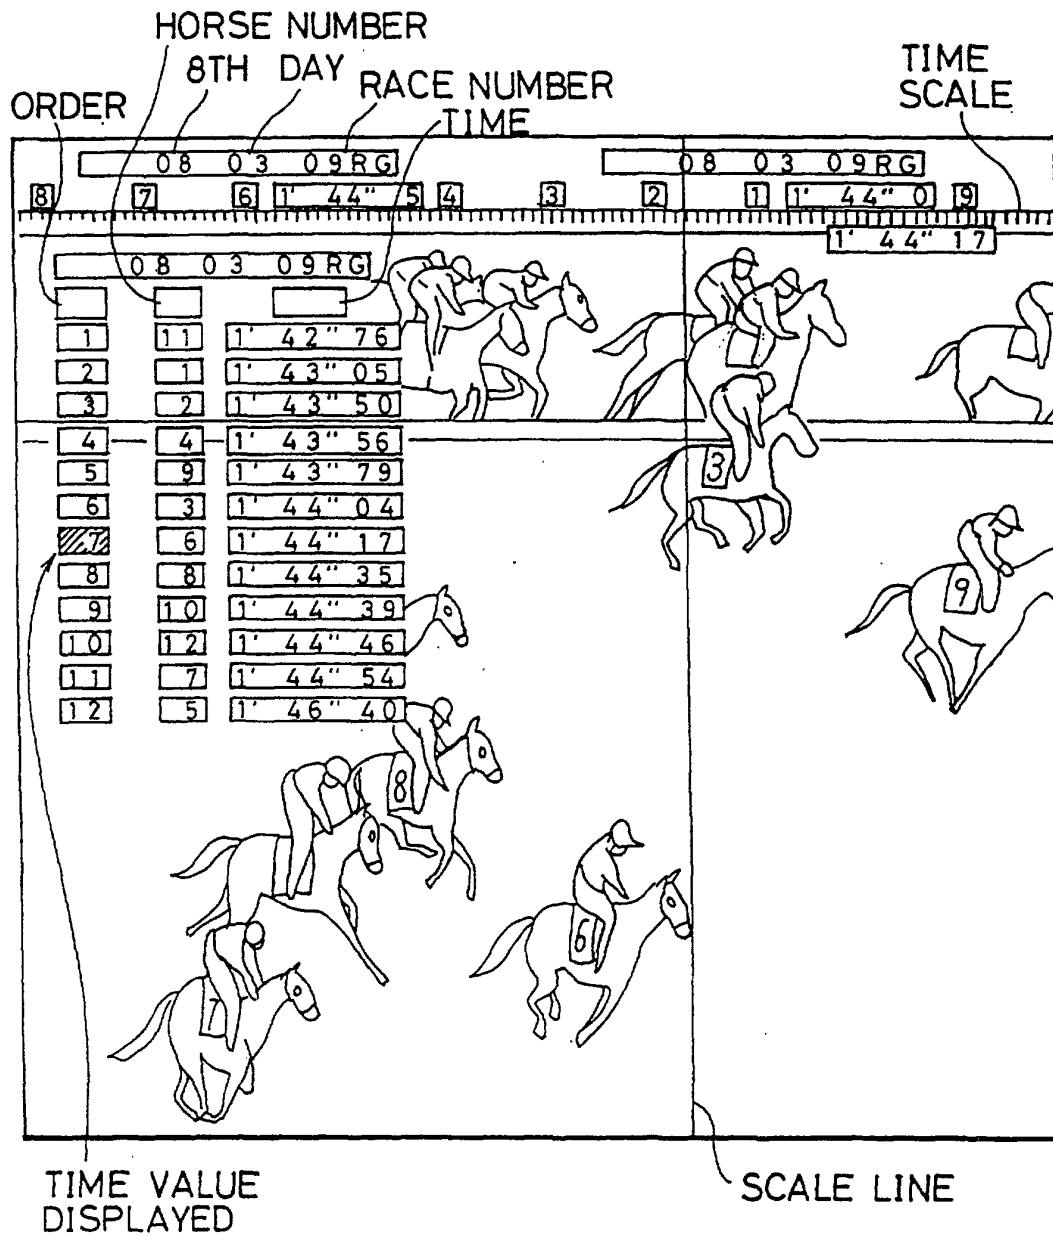 HORSE NUMBER
8TH DAY
RACE NUMBER
ORDER
TIME
TIME
SCALE
08 03 09RG
08 03 09RG
8 7 6 1' 44" 5 4 3 2 1 1' 44" 0 9
1' 44" 17
08 03 09RG
1 11 1' 42" 76
2 1 1' 43" 05
3 2 1' 43" 50
4 4 1' 43" 56
5 9 1' 43" 79
6 3 1' 44" 04
7 6 1' 44" 17
8 8 1' 44" 35
9 10 1' 44" 39
10 12 1' 44" 46
11 7 1' 44" 54
12 5 1' 46" 40
3
9
8
6
TIME VALUE
DISPLAYED
SCALE LINE